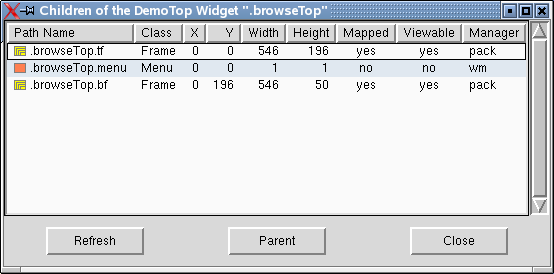 Children of the DemoTop Widget ".browseTop"
Path Name Class X Y Width Height Mapped Viewable Manager
.browseTop.tf Frame 0 0 546 196 yes yes pack
.browseTop.menu Menu 0 0 1 1 no no wm
.browseTop.bf Frame 0 196 546 50 yes yes pack
Refresh Parent Close